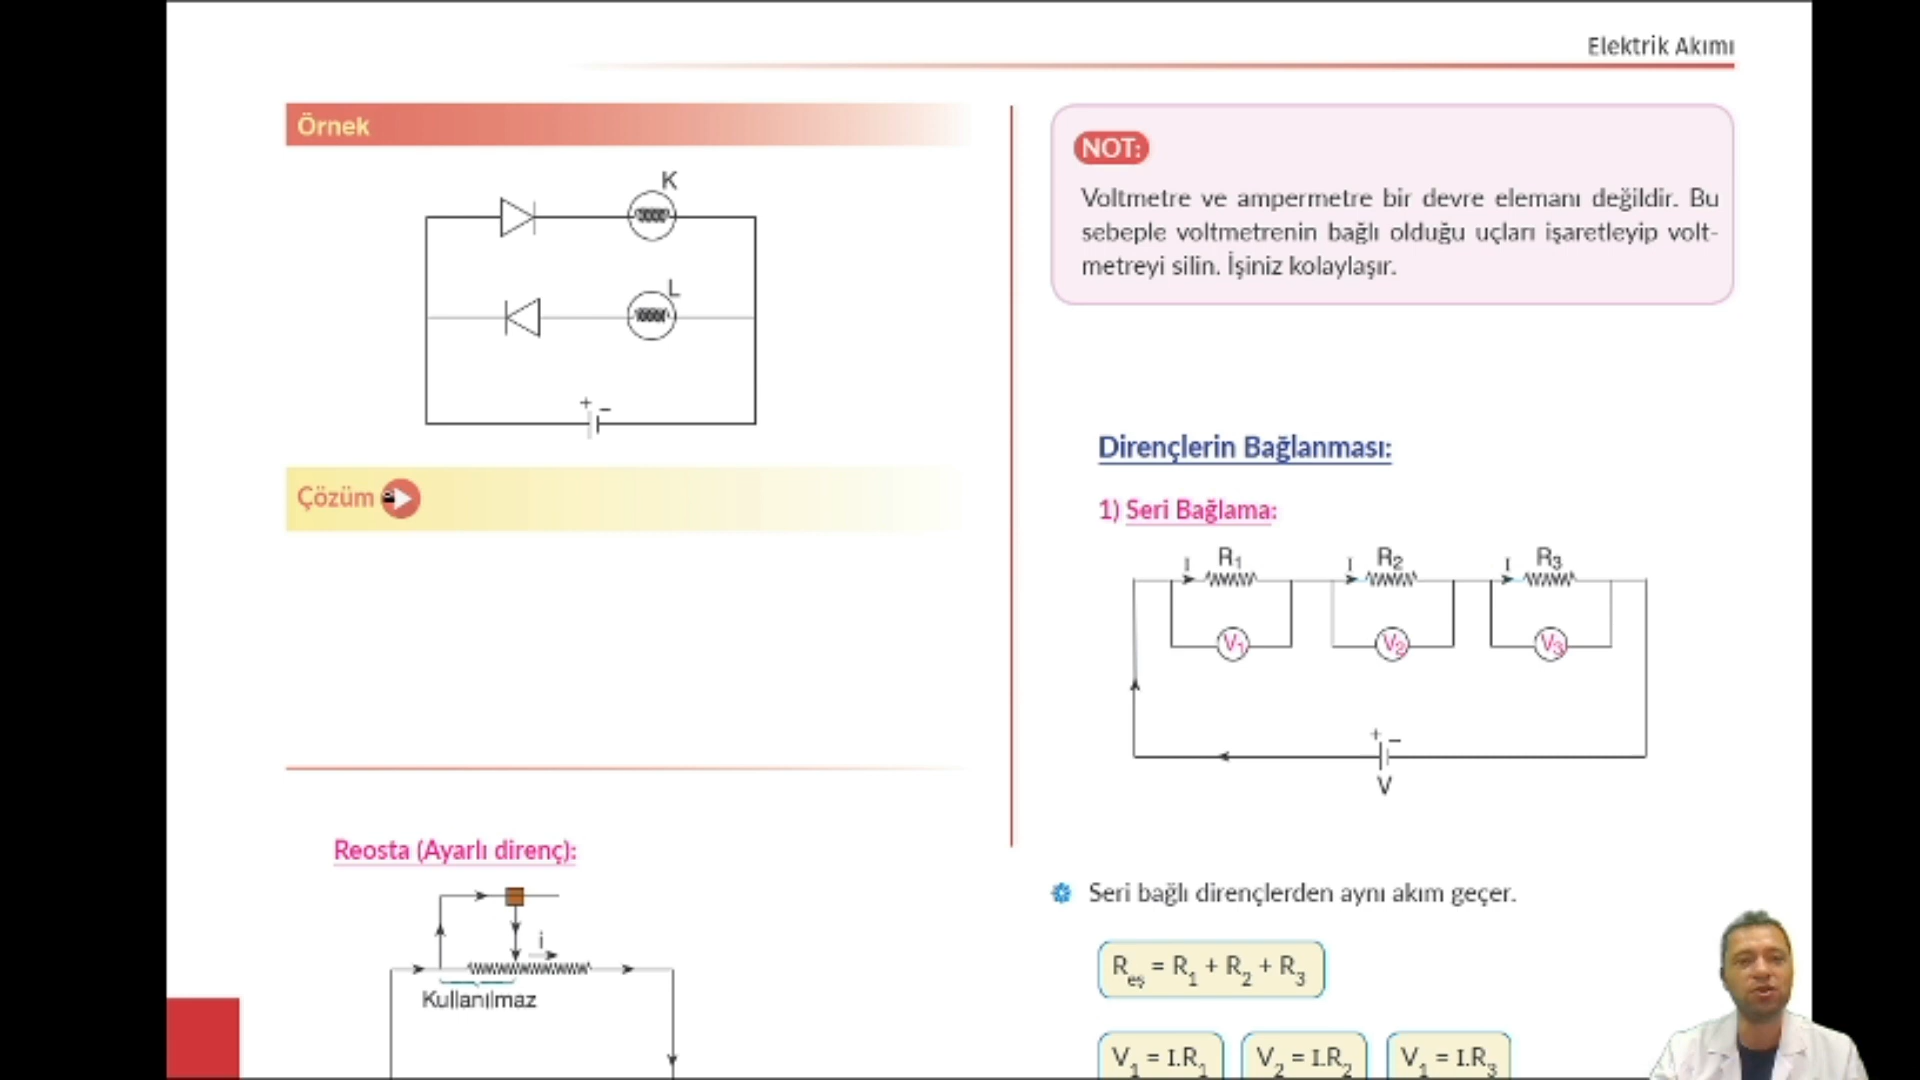 Elektrik Akımı
Örnek
K
L
+ −
Çözüm
Reosta (Ayarlı direnç):
i
Kullanılmaz
NOT:
Voltmetre ve ampermetre bir devre elemanı değildir. Bu
sebeple voltmetrenin bağlı olduğu uçları işaretleyip volt-
metreyi silin. İşiniz kolaylaşır.
Dirençlerin Bağlanması:
1) Seri Bağlama:
I R₁ I R₂ I R₃
V₁ V₂ V₃
+ −
V
Seri bağlı dirençlerden aynı akım geçer.
Reş = R₁ + R₂ + R₃
V₁ = I.R₁ V₂ = I.R₂ V₁ = I.R₃